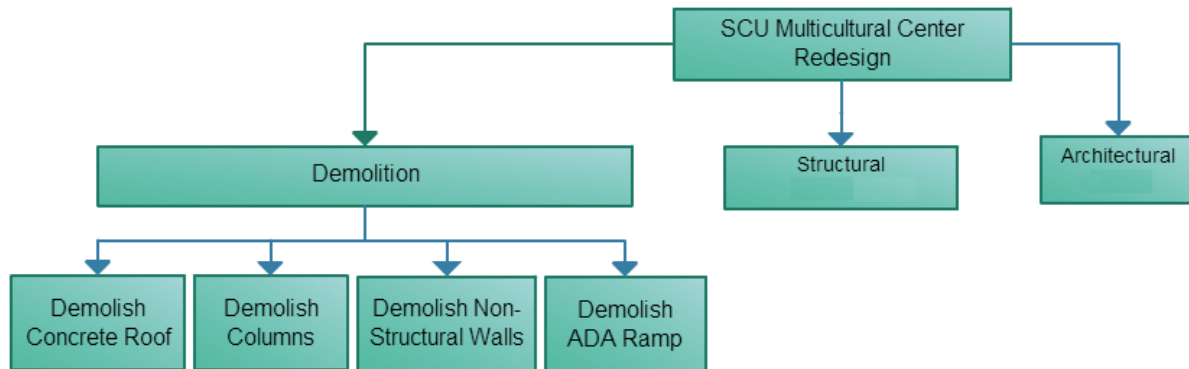 SCU Multicultural Center
Redesign
Demolition
Structural
Architectural
Demolish
Concrete Roof
Demolish
Columns
Demolish Non-
Structural Walls
Demolish
ADA Ramp